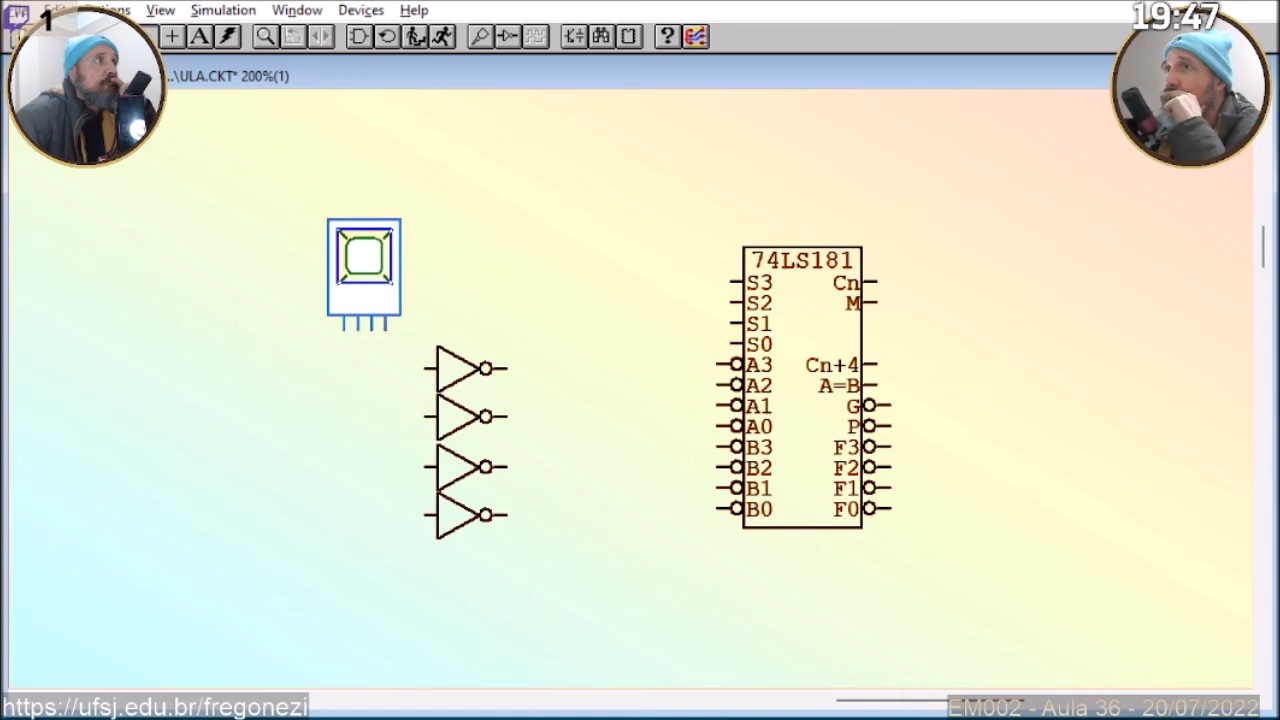 1
Options View Simulation Window Devices Help
19:47
A
?
..\ULA.CKT* 200%(1)
74LS181
S3 Cn
S2 M
S1
S0
A3 Cn+4
A2 A=B
A1 G
A0 P
B3 F3
B2 F2
B1 F1
B0 F0
https://ufsj.edu.br/fregonezi
EM002 - Aula 36 - 20/07/2022